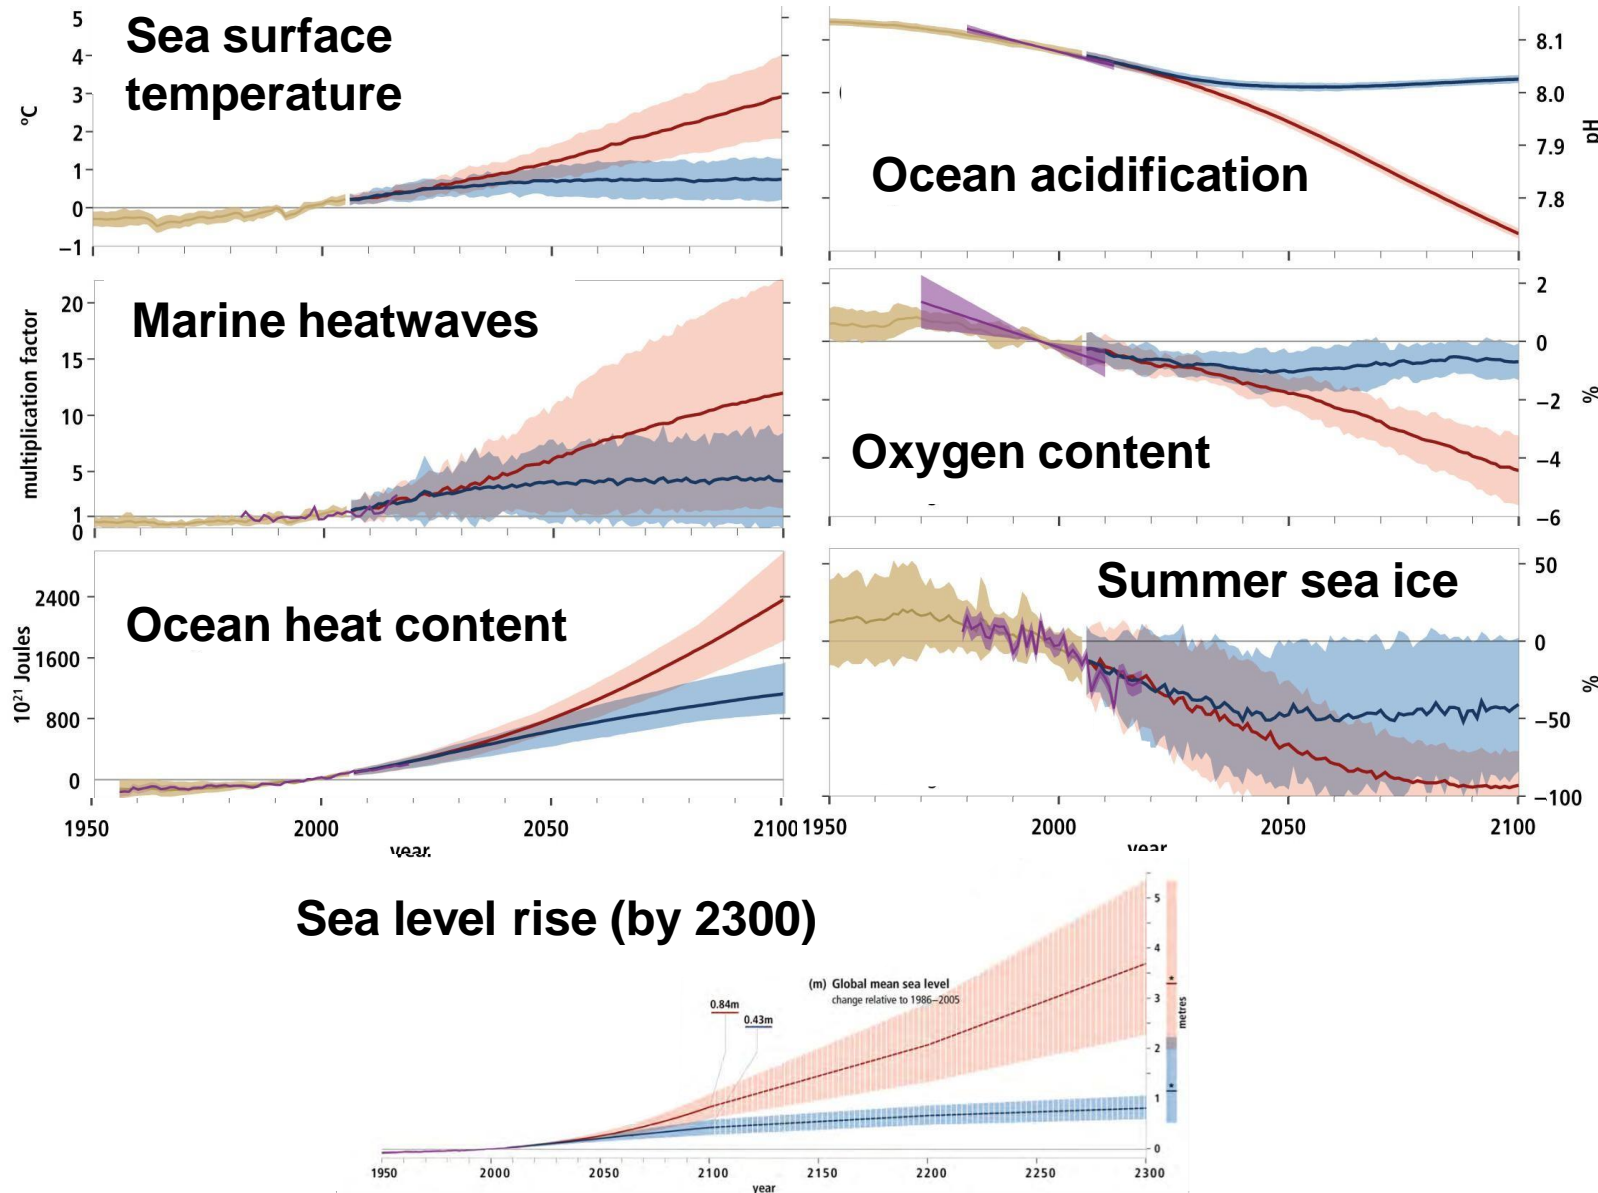 Sea surface
temperature
5
4
3
2
1
0
−1
ºC
Ocean acidification
8.1
8.0
7.9
7.8
pH
Marine heatwaves
20
15
10
5
1
0
multiplication factor
Oxygen content
2
0
−2
−4
−6
%
Ocean heat content
2400
1600
800
0
10²¹ Joules
1950 2000 2050 2100
year
Summer sea ice
50
0
−50
−100
%
1950 2000 2050 2100
year
Sea level rise (by 2300)
(m) Global mean sea level
change relative to 1986–2005
0.84m
0.43m
5
4
3
2
1
0
metres
* 
*
1950 2000 2050 2100 2150 2200 2250 2300
year